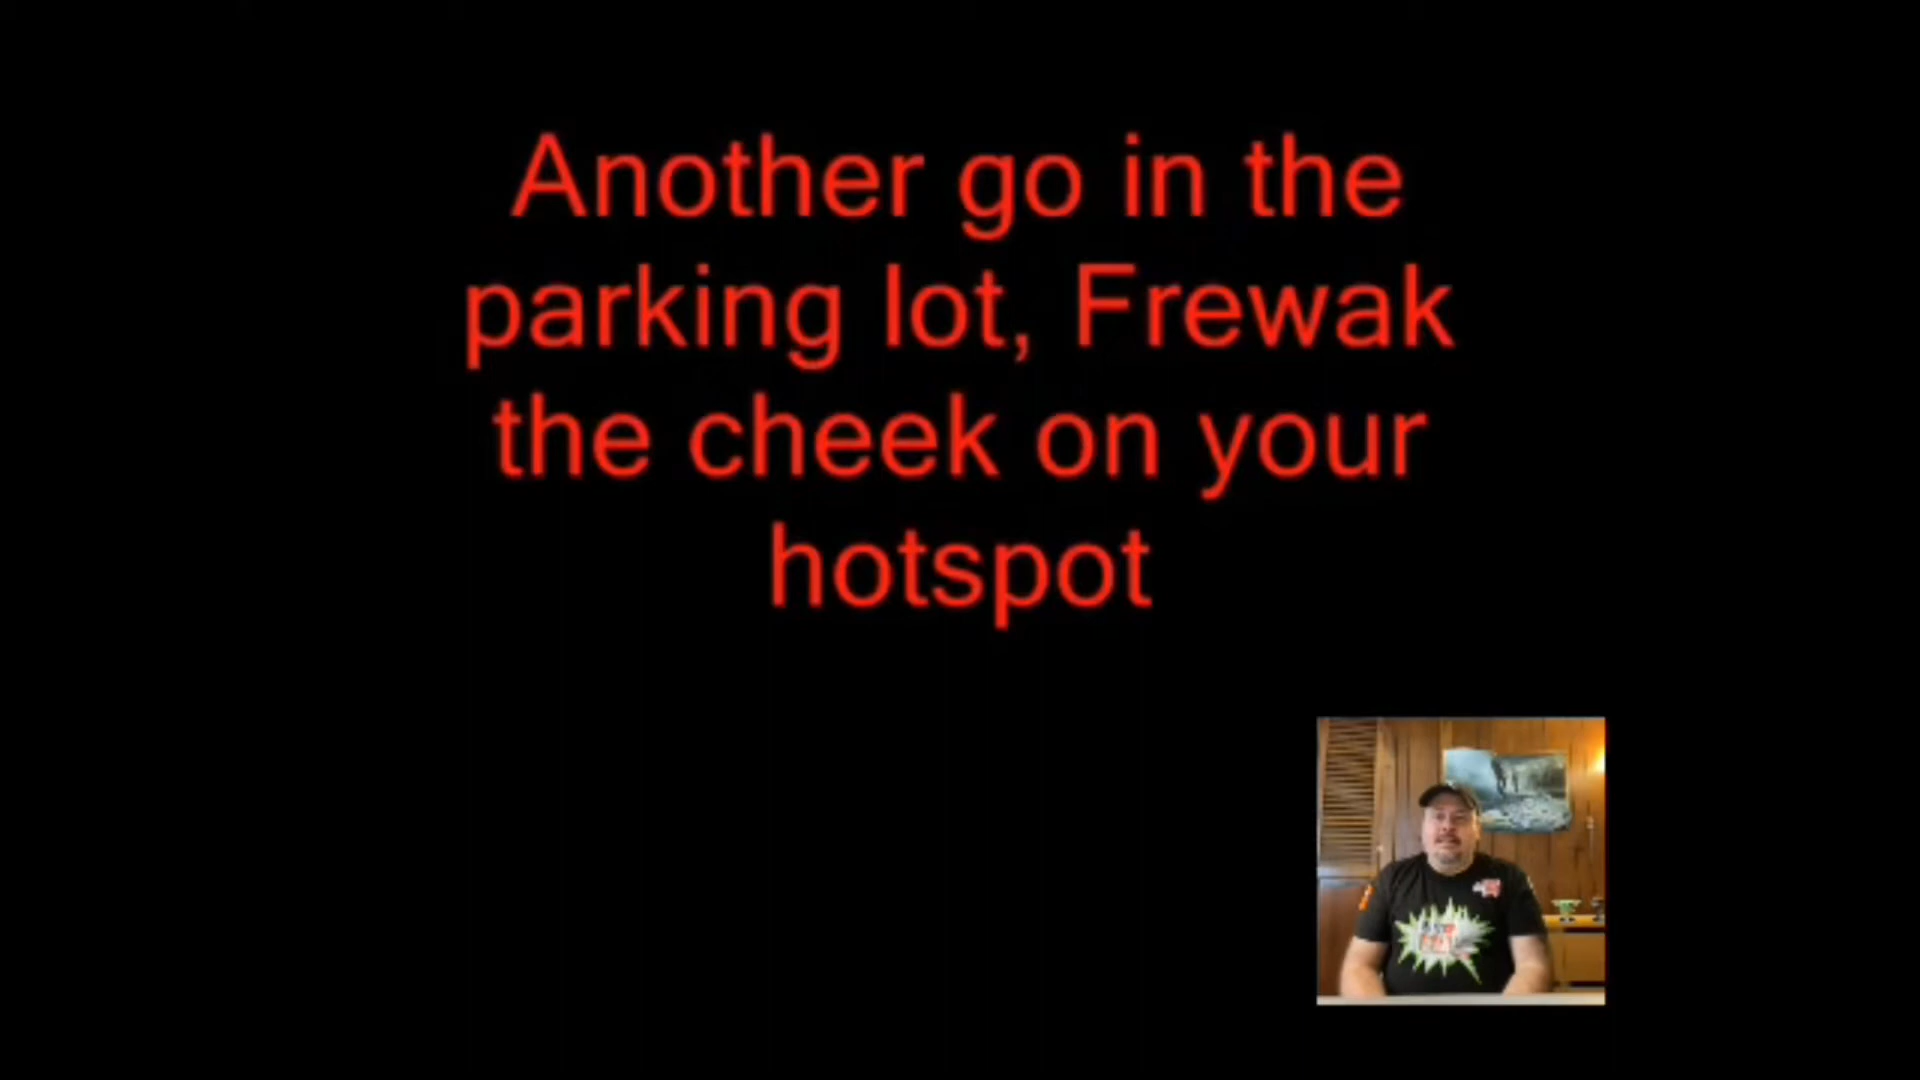 Another go in the
parking lot, Frewak
the cheek on your
hotspot